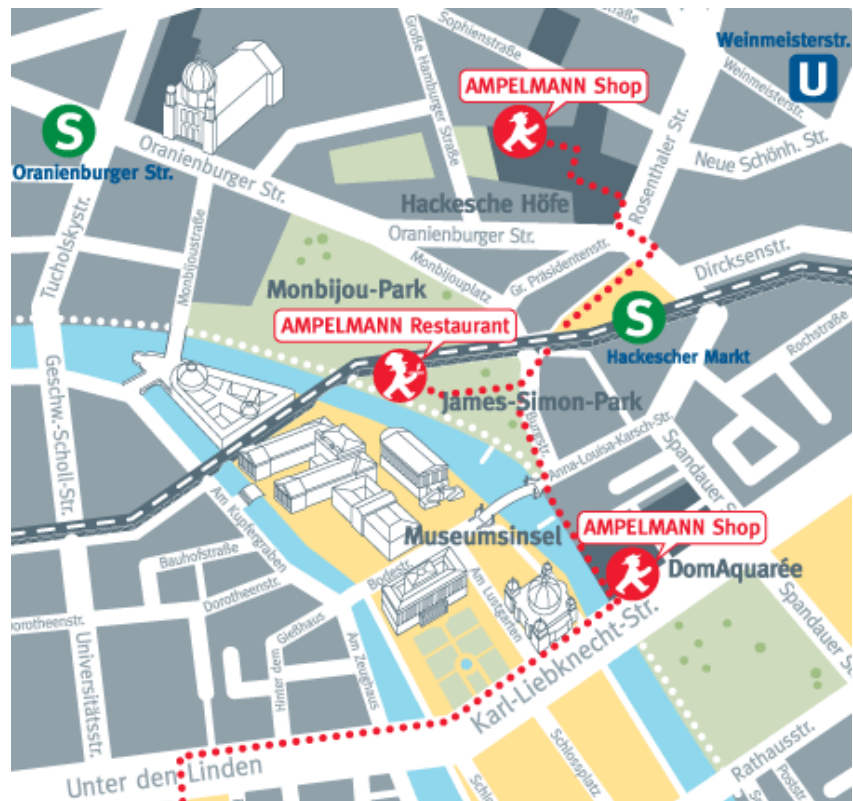 Sophienstraße
Große Hamburger Straße
Weinmeisterstr.
U
Weinmeisterstr.
AMPELMANN Shop
S
Oranienburger Str.
Oranienburger Str.
Rosenthaler Str.
Neue Schönh. Str.
Tucholskystr.
Monbijoustraße
Hackesche Höfe
Oranienburger Str.
Monbijouplatz
Gr. Präsidentenstr.
Dircksenstr.
Monbijou-Park
AMPELMANN Restaurant
S
Hackescher Markt
Rochstraße
Geschw.-Scholl-Str.
James-Simon-Park
Burgstr.
Anna-Louisa-Karsch-Str.
Spandauer S
Am Kupfergraben
AMPELMANN Shop
Museumsinsel
Bauhofstraße
Bodestr.
DomAquarée
Am Lustgarten
Dorotheenstr.
orotheenstr.
Gießhaus
Hinter dem
Am Zeughaus
Spandauer St
Universitätsstr.
Karl-Liebknecht-Str.
Schloßplatz
Unter den Linden
Rathausstr.
Poststr.